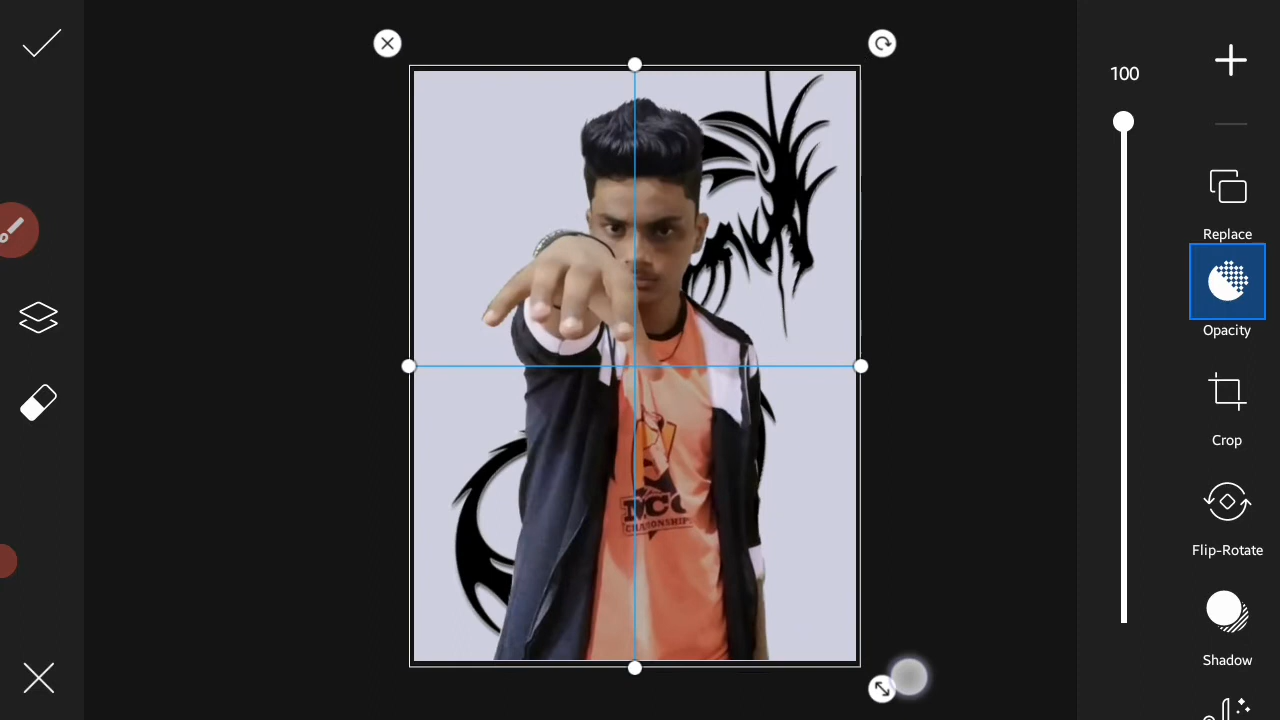 100
Replace
Opacity
Crop
Flip-Rotate
Shadow
CHAMPIONSHIP